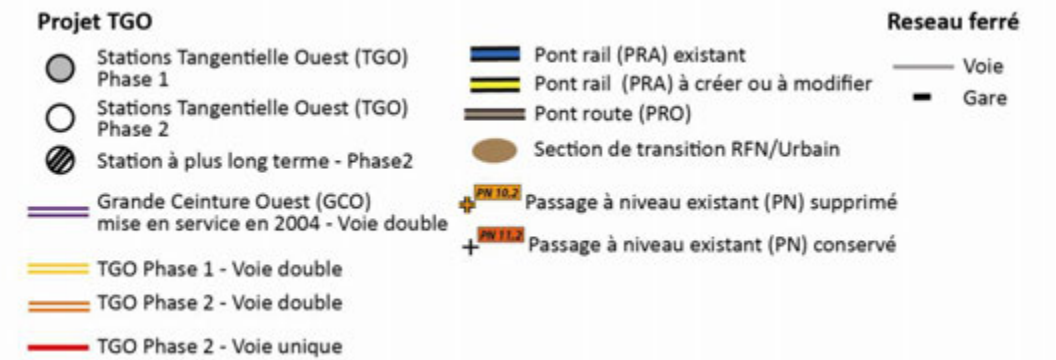 Projet TGO
Stations Tangentielle Ouest (TGO)
Phase 1
Stations Tangentielle Ouest (TGO)
Phase 2
Station à plus long terme - Phase2
Grande Ceinture Ouest (GCO)
mise en service en 2004 - Voie double
TGO Phase 1 - Voie double
TGO Phase 2 - Voie double
TGO Phase 2 - Voie unique
Pont rail (PRA) existant
Pont rail (PRA) à créer ou à modifier
Pont route (PRO)
Section de transition RFN/Urbain
PN 10,2
Passage à niveau existant (PN) supprimé
PN 11,2
Passage à niveau existant (PN) conservé
Reseau ferré
Voie
Gare